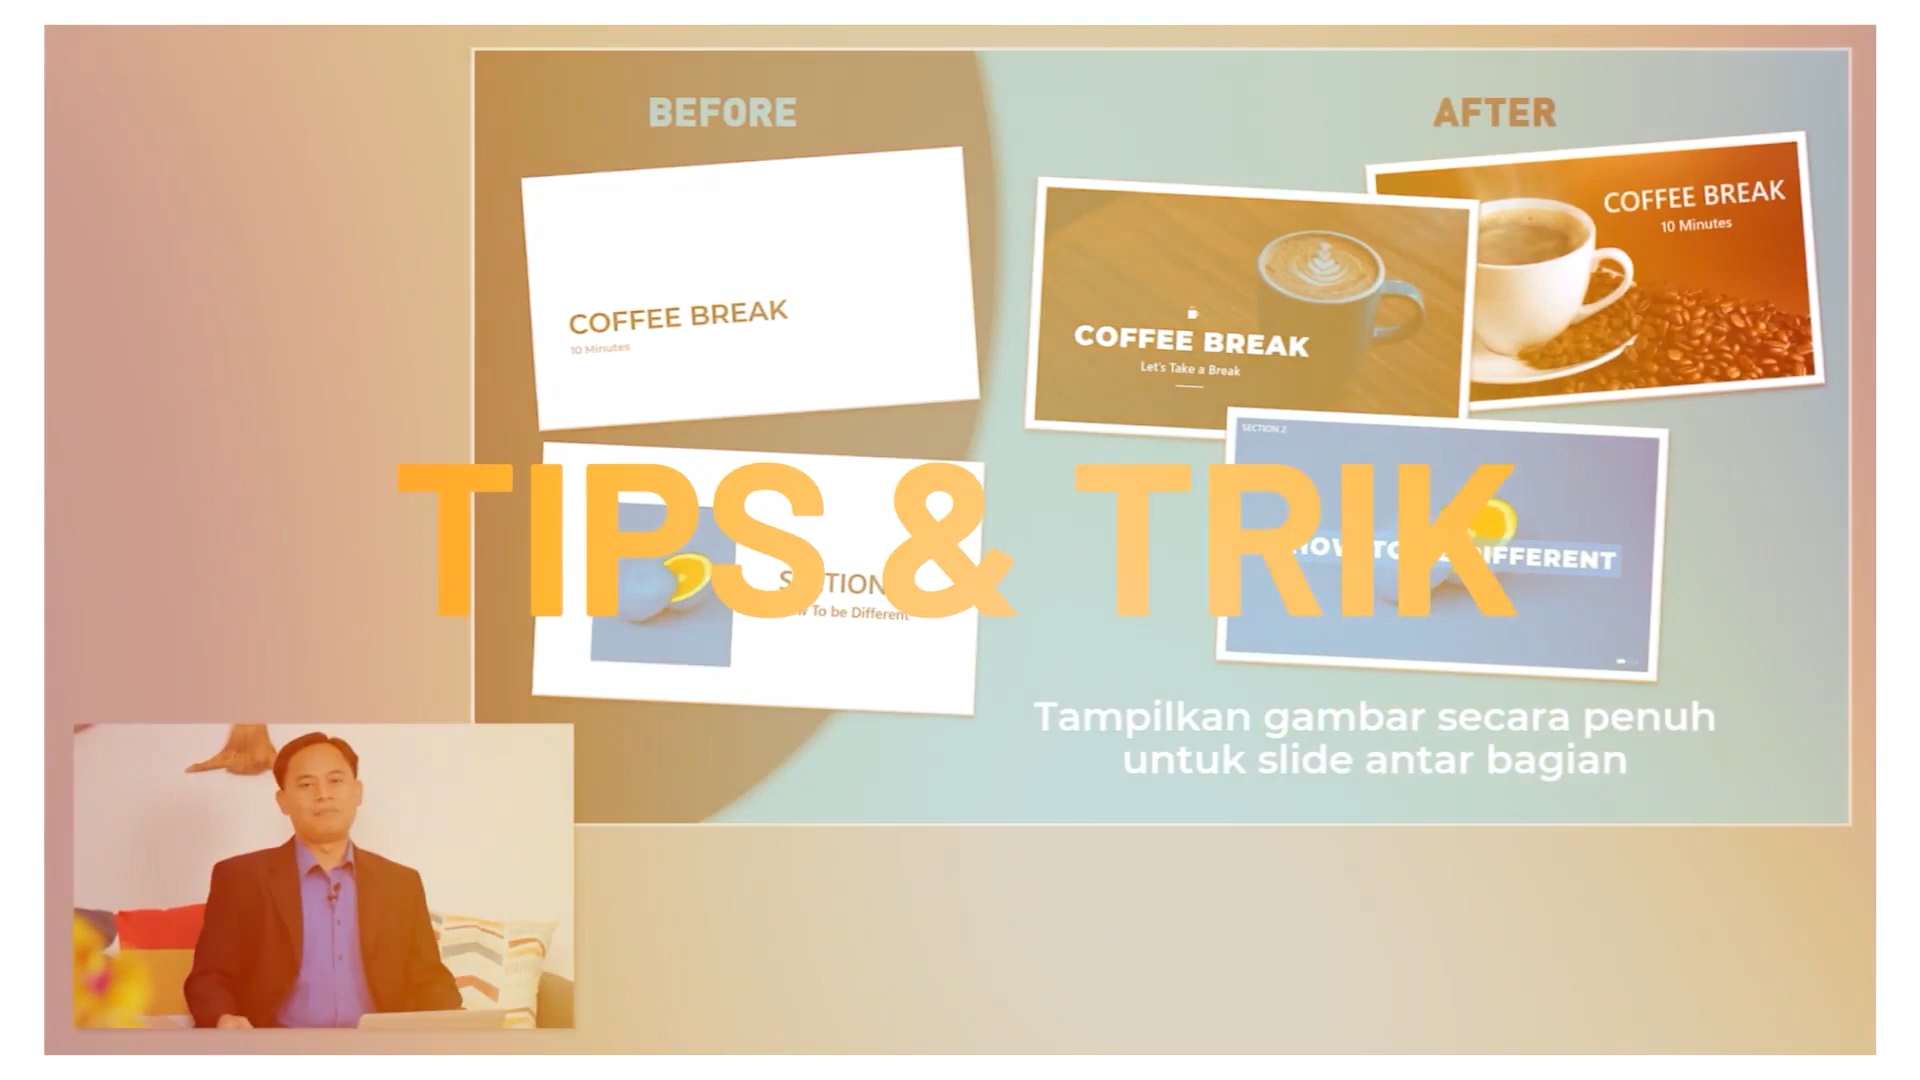 BEFORE
AFTER
COFFEE BREAK
10 Minutes
COFFEE BREAK
Let's Take a Break
COFFEE BREAK
10 Minutes
SECTION 2
TIPS & TRIK
DIFFERENT
To be Different
Tampilkan gambar secara penuh
untuk slide antar bagian